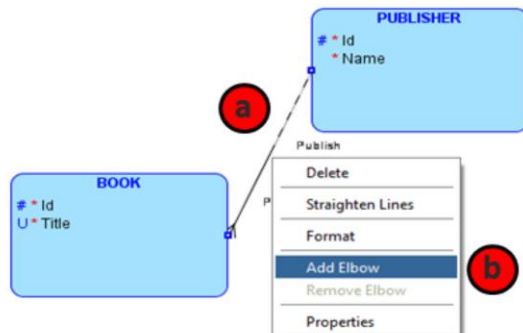 PUBLISHER
# * Id
* Name
a
Publish
P
BOOK
# * Id
U * Title
Delete
Straighten Lines
Format
Add Elbow
Remove Elbow
Properties
b